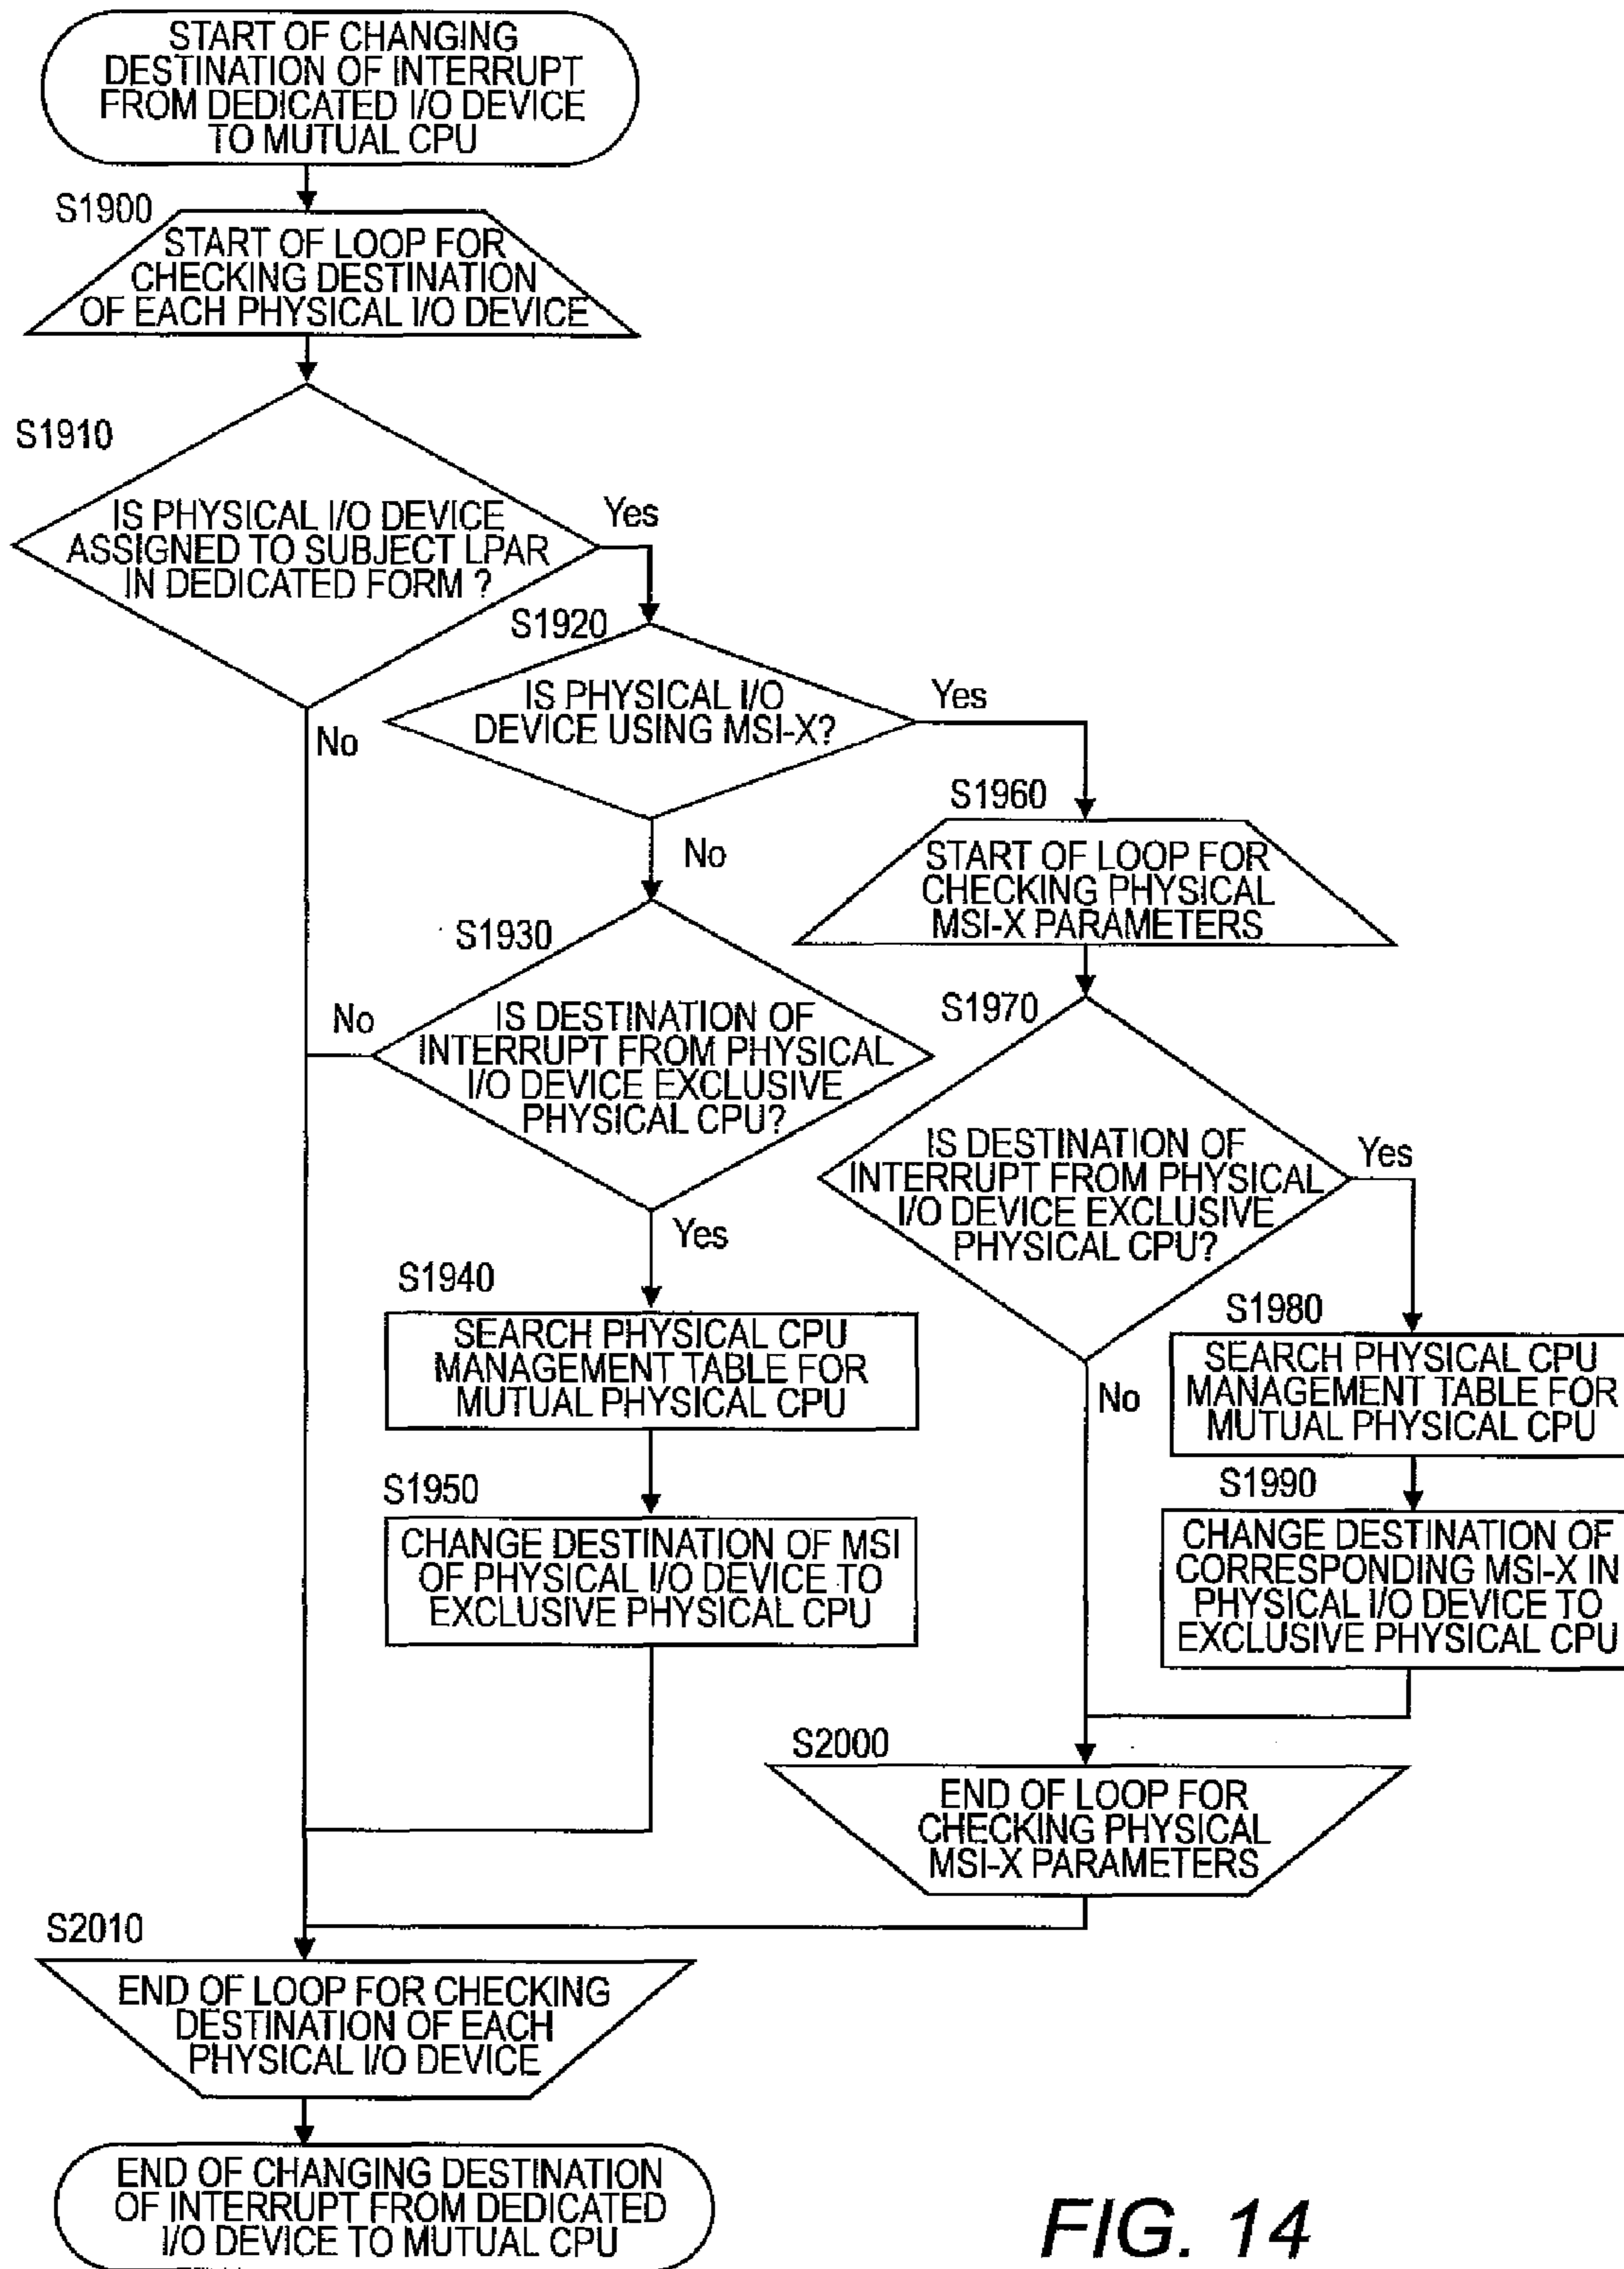 START OF CHANGING
DESTINATION OF INTERRUPT
FROM DEDICATED I/O DEVICE
TO MUTUAL CPU
S1900
START OF LOOP FOR
CHECKING DESTINATION
OF EACH PHYSICAL I/O DEVICE
S1910
IS PHYSICAL I/O DEVICE
ASSIGNED TO SUBJECT LPAR
IN DEDICATED FORM ?
Yes
No
S1920
IS PHYSICAL I/O
DEVICE USING MSI-X?
Yes
No
S1930
IS DESTINATION OF
INTERRUPT FROM PHYSICAL
I/O DEVICE EXCLUSIVE
PHYSICAL CPU?
No
Yes
S1940
SEARCH PHYSICAL CPU
MANAGEMENT TABLE FOR
MUTUAL PHYSICAL CPU
S1950
CHANGE DESTINATION OF MSI
OF PHYSICAL I/O DEVICE TO
EXCLUSIVE PHYSICAL CPU
S1960
START OF LOOP FOR
CHECKING PHYSICAL
MSI-X PARAMETERS
S1970
IS DESTINATION OF
INTERRUPT FROM PHYSICAL
I/O DEVICE EXCLUSIVE
PHYSICAL CPU?
Yes
No
S1980
SEARCH PHYSICAL CPU
MANAGEMENT TABLE FOR
MUTUAL PHYSICAL CPU
S1990
CHANGE DESTINATION OF
CORRESPONDING MSI-X IN
PHYSICAL I/O DEVICE TO
EXCLUSIVE PHYSICAL CPU
S2000
END OF LOOP FOR
CHECKING PHYSICAL
MSI-X PARAMETERS
S2010
END OF LOOP FOR CHECKING
DESTINATION OF EACH
PHYSICAL I/O DEVICE
END OF CHANGING DESTINATION
OF INTERRUPT FROM DEDICATED
I/O DEVICE TO MUTUAL CPU
FIG. 14